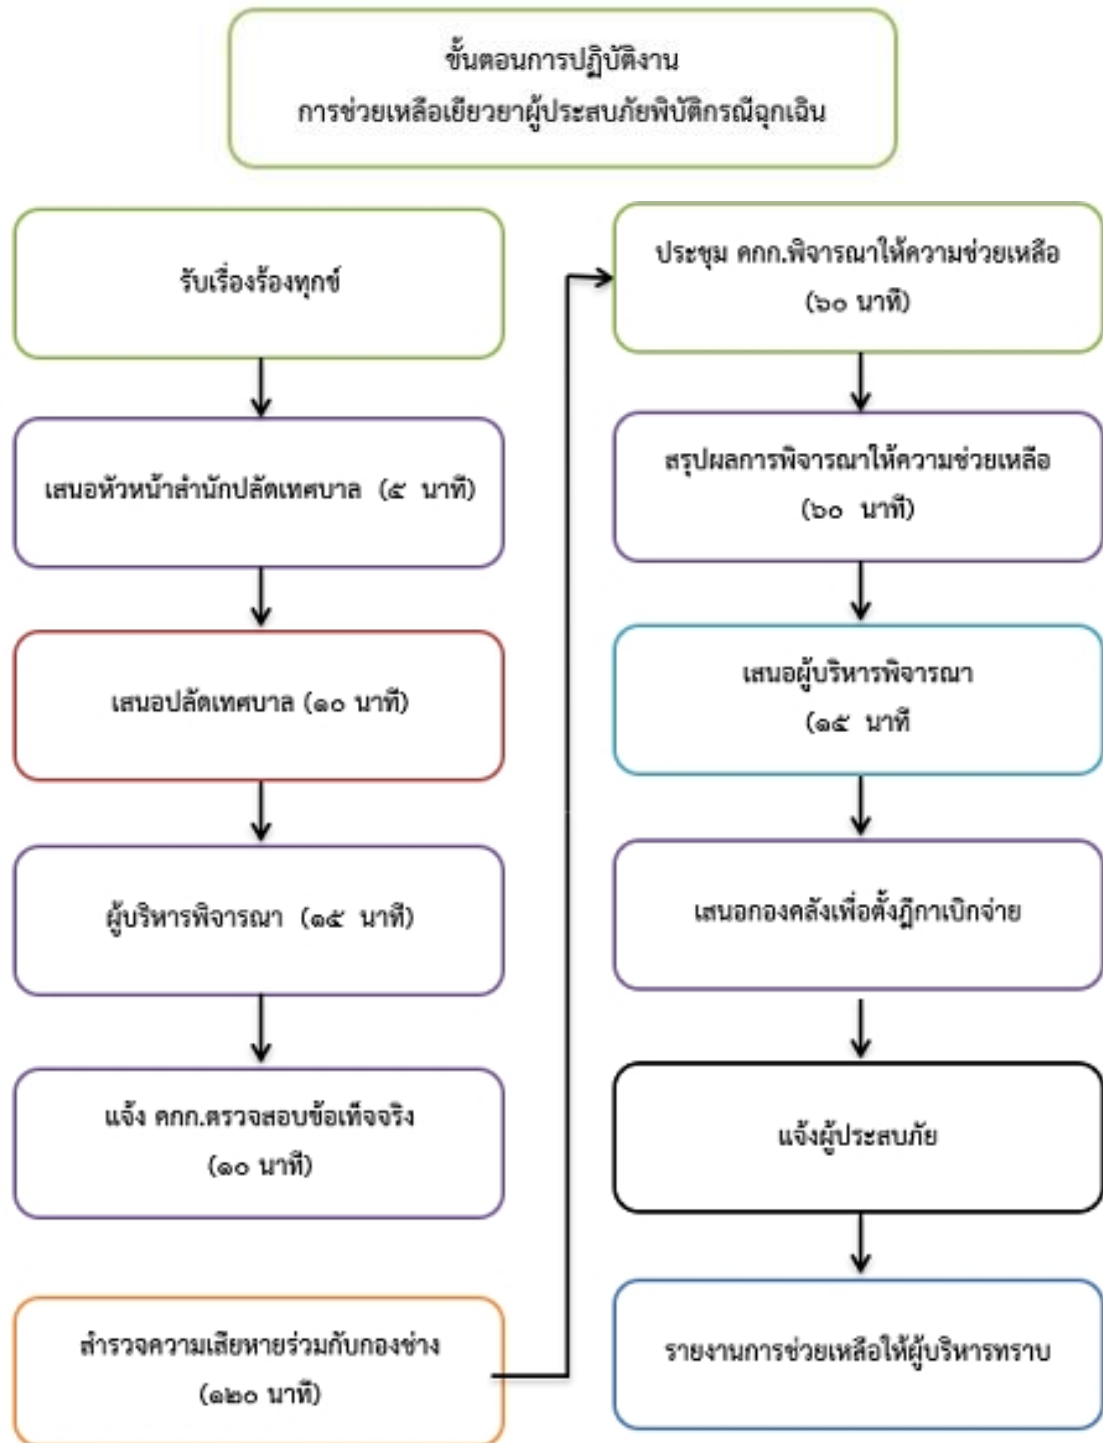 ขั้นตอนการปฏิบัติงาน
การช่วยเหลือเยียวยาผู้ประสบภัยพิบัติกรณีฉุกเฉิน
รับเรื่องร้องทุกข์
เสนอหัวหน้าสำนักปลัดเทศบาล (๕ นาที)
เสนอปลัดเทศบาล (๑๐ นาที)
ผู้บริหารพิจารณา (๑๕ นาที)
แจ้ง คกก.ตรวจสอบข้อเท็จจริง
(๑๐ นาที)
สำรวจความเสียหายร่วมกับกองช่าง
(๑๒๐ นาที)
ประชุม คกก.พิจารณาให้ความช่วยเหลือ
(๖๐ นาที)
สรุปผลการพิจารณาให้ความช่วยเหลือ
(๖๐ นาที)
เสนอผู้บริหารพิจารณา
(๑๕ นาที
เสนอกองคลังเพื่อตั้งฎีกาเบิกจ่าย
แจ้งผู้ประสบภัย
รายงานการช่วยเหลือให้ผู้บริหารทราบ